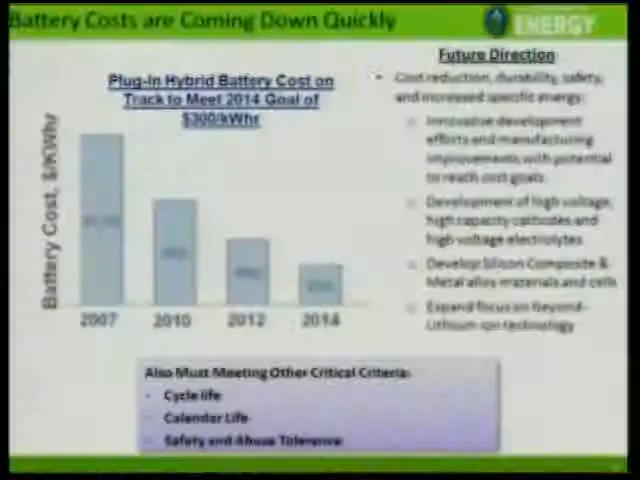 Battery Costs are Coming Down Quickly
ENERGY
Plug-In Hybrid Battery Cost on
Track to Meet 2014 Goal of
$300/kWhr
Battery Cost, $/KWhr
2007
2010
2012
2014
Future Direction
• Cost reduction, durability, safety,
and increased specific energy:
o Innovative development
efforts and manufacturing
improvements with potential
to reach cost goals
o Development of high voltage,
high capacity cathodes and
high voltage electrolytes
o Develop Silicon Composite &
Metal alloy materials and cells
o Expand focus on beyond-
Lithium-ion technology
Also Must Meeting Other Critical Criteria:
- Cycle life
- Calendar Life
- Safety and Abuse Tolerance